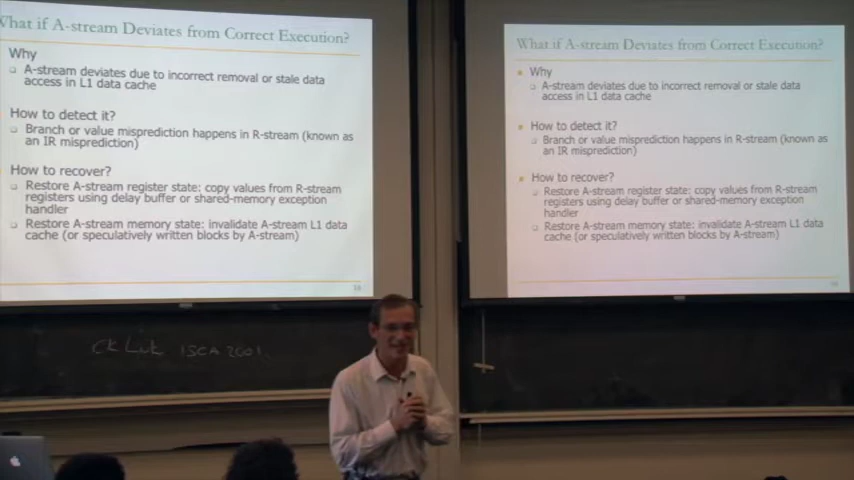 What if A-stream Deviates from Correct Execution?
Why
A-stream deviates due to incorrect removal or stale data
access in L1 data cache
How to detect it?
Branch or value misprediction happens in R-stream (known as
an IR misprediction)
How to recover?
Restore A-stream register state: copy values from R-stream
registers using delay buffer or shared-memory exception
handler
Restore A-stream memory state: invalidate A-stream L1 data
cache (or speculatively written blocks by A-stream)
What if A-stream Deviates from Correct Execution?
Why
A-stream deviates due to incorrect removal or stale data
access in L1 data cache
How to detect it?
Branch or value misprediction happens in R-stream (known as
an IR misprediction)
How to recover?
Restore A-stream register state: copy values from R-stream
registers using delay buffer or shared-memory exception
handler
Restore A-stream memory state: invalidate A-stream L1 data
cache (or speculatively written blocks by A-stream)
CK Luk ISCA 2001